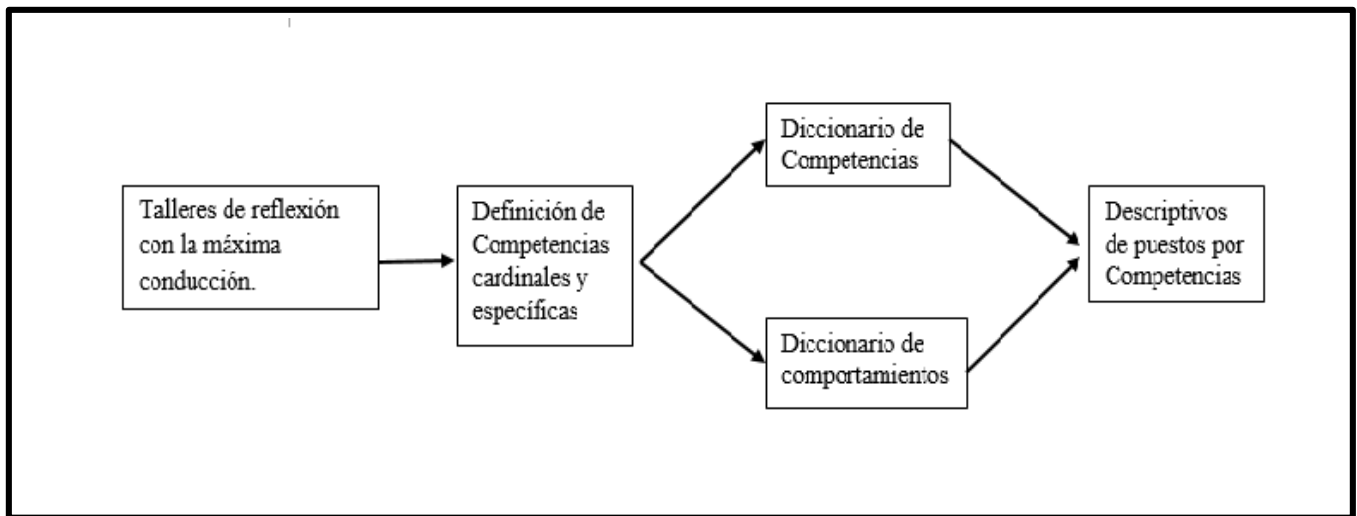 Talleres de reflexión
con la máxima
conducción.
Definición de
Competencias
cardinales y
específicas
Diccionario de
Competencias
Diccionario de
comportamientos
Descriptivos
de puestos por
Competencias